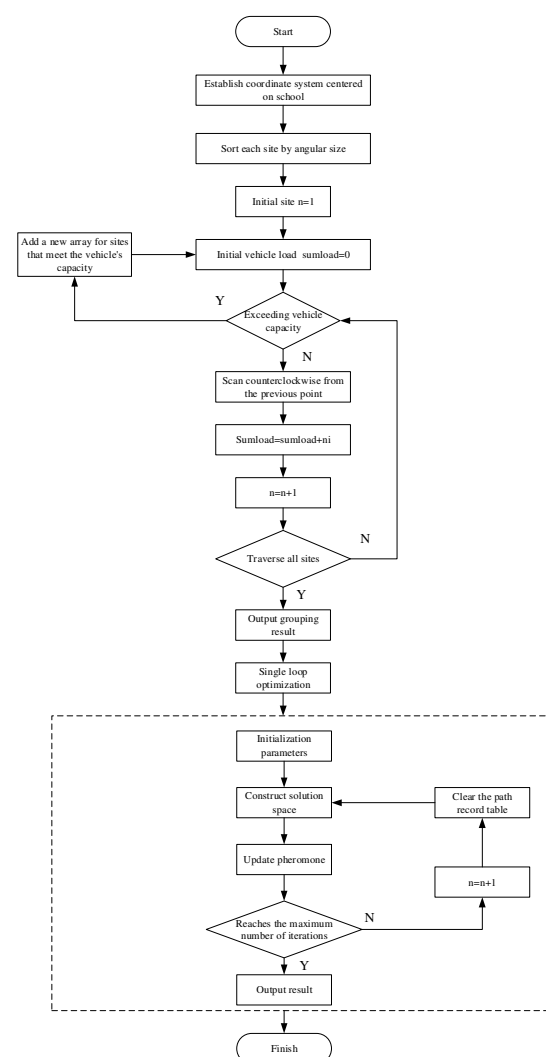 Start
Establish coordinate system centered
on school
Sort each site by angular size
Initial site n=1
Add a new array for sites
that meet the vehicle's
capacity
Initial vehicle load sumload=0
Y
Exceeding vehicle
capacity
N
Scan counterclockwise from
the previous point
Sumload=sumload+ni
n=n+1
N
Traverse all sites
Y
Output grouping
result
Single loop
optimization
Initialization
parameters
Construct solution
space
Clear the path
record table
Update pheromone
n=n+1
Reaches the maximum
number of iterations
N
Y
Output result
Finish